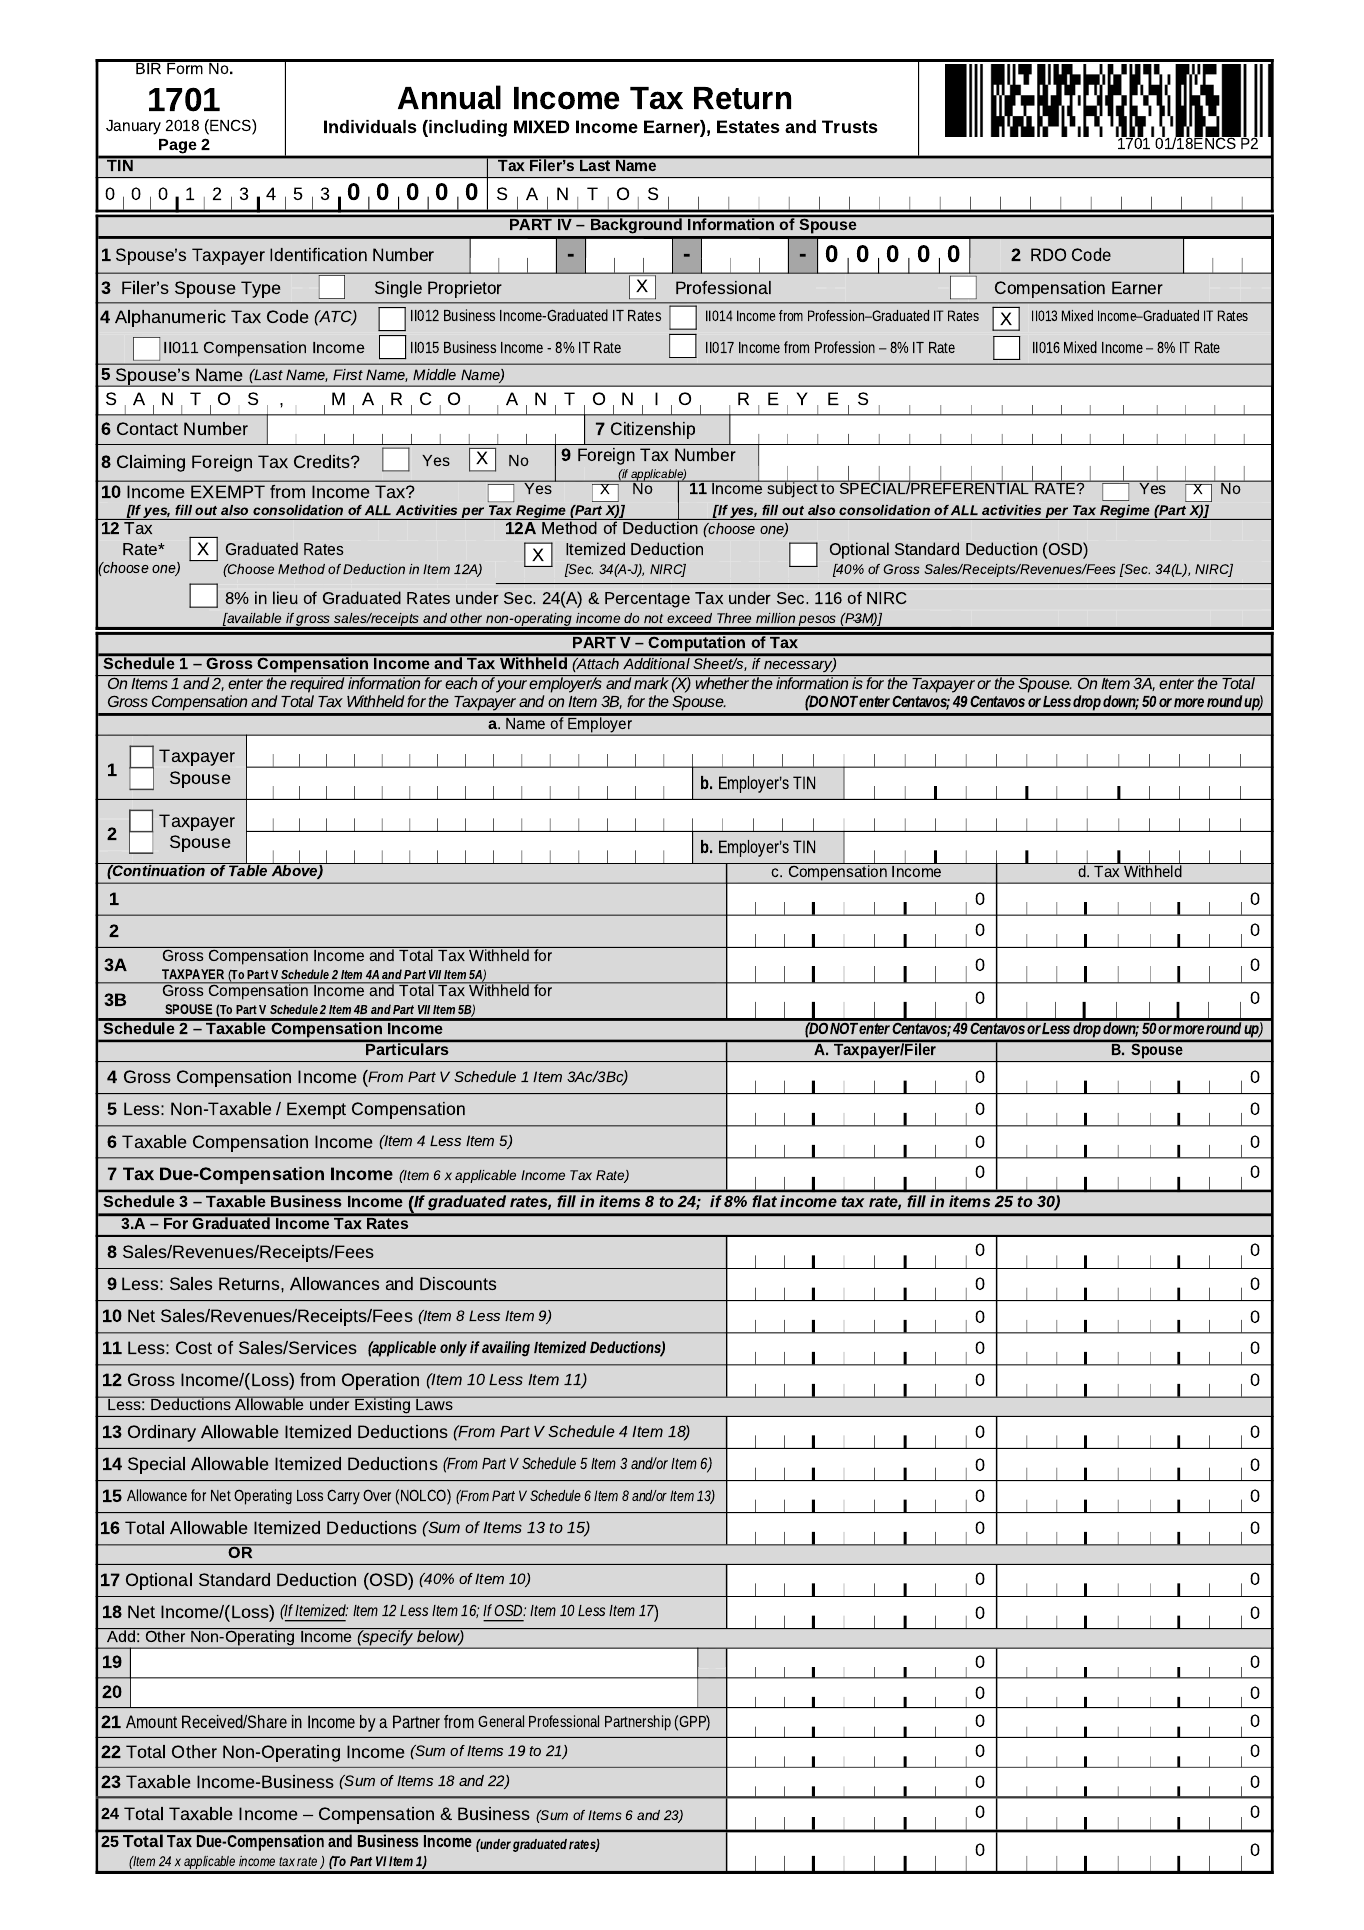 BIR Form No.
1701
January 2018 (ENCS)
Page 2
Annual Income Tax Return
Individuals (including MIXED Income Earner), Estates and Trusts
1701 01/18ENCS P2
TIN Tax Filer's Last Name
0 0 0 1 2 3 4 5 3 0 0 0 0 0 S A N T O S
PART IV – Background Information of Spouse
1 Spouse's Taxpayer Identification Number - - - 0 0 0 0 0 2 RDO Code
3 Filer's Spouse Type Single Proprietor X Professional Compensation Earner
4 Alphanumeric Tax Code (ATC) II012 Business Income-Graduated IT Rates II014 Income from Profession–Graduated IT Rates X II013 Mixed Income–Graduated IT Rates
II011 Compensation Income II015 Business Income - 8% IT Rate II017 Income from Profession – 8% IT Rate II016 Mixed Income – 8% IT Rate
5 Spouse's Name (Last Name, First Name, Middle Name)
S A N T O S , M A R C O A N T O N I O R E Y E S
6 Contact Number 7 Citizenship
8 Claiming Foreign Tax Credits? Yes X No 9 Foreign Tax Number
(if applicable)
10 Income EXEMPT from Income Tax? Yes X No 11 Income subject to SPECIAL/PREFERENTIAL RATE? Yes X No
[If yes, fill out also consolidation of ALL Activities per Tax Regime (Part X)] [If yes, fill out also consolidation of ALL activities per Tax Regime (Part X)]
12 Tax 12A Method of Deduction (choose one)
Rate* X Graduated Rates X Itemized Deduction Optional Standard Deduction (OSD)
(choose one) (Choose Method of Deduction in Item 12A) [Sec. 34(A-J), NIRC] [40% of Gross Sales/Receipts/Revenues/Fees [Sec. 34(L), NIRC]
8% in lieu of Graduated Rates under Sec. 24(A) & Percentage Tax under Sec. 116 of NIRC
[available if gross sales/receipts and other non-operating income do not exceed Three million pesos (P3M)]
PART V – Computation of Tax
Schedule 1 – Gross Compensation Income and Tax Withheld (Attach Additional Sheet/s, if necessary)
On Items 1 and 2, enter the required information for each of your employer/s and mark (X) whether the information is for the Taxpayer or the Spouse. On Item 3A, enter the Total
Gross Compensation and Total Tax Withheld for the Taxpayer and on Item 3B, for the Spouse. (DO NOT enter Centavos; 49 Centavos or Less drop down; 50 or more round up)
a. Name of Employer
1 Taxpayer
Spouse b. Employer's TIN
2 Taxpayer
Spouse b. Employer's TIN
(Continuation of Table Above) c. Compensation Income d. Tax Withheld
1 0 0
2 0 0
3A Gross Compensation Income and Total Tax Withheld for
TAXPAYER (To Part V Schedule 2 Item 4A and Part VII Item 5A) 0 0
3B Gross Compensation Income and Total Tax Withheld for
SPOUSE (To Part V Schedule 2 Item 4B and Part VII Item 5B) 0 0
Schedule 2 – Taxable Compensation Income (DO NOT enter Centavos; 49 Centavos or Less drop down; 50 or more round up)
Particulars A. Taxpayer/Filer B. Spouse
4 Gross Compensation Income (From Part V Schedule 1 Item 3Ac/3Bc) 0 0
5 Less: Non-Taxable / Exempt Compensation 0 0
6 Taxable Compensation Income (Item 4 Less Item 5) 0 0
7 Tax Due-Compensation Income (Item 6 x applicable Income Tax Rate) 0 0
Schedule 3 – Taxable Business Income (If graduated rates, fill in items 8 to 24; if 8% flat income tax rate, fill in items 25 to 30)
3.A – For Graduated Income Tax Rates
8 Sales/Revenues/Receipts/Fees 0 0
9 Less: Sales Returns, Allowances and Discounts 0 0
10 Net Sales/Revenues/Receipts/Fees (Item 8 Less Item 9) 0 0
11 Less: Cost of Sales/Services (applicable only if availing Itemized Deductions) 0 0
12 Gross Income/(Loss) from Operation (Item 10 Less Item 11) 0 0
Less: Deductions Allowable under Existing Laws
13 Ordinary Allowable Itemized Deductions (From Part V Schedule 4 Item 18) 0 0
14 Special Allowable Itemized Deductions (From Part V Schedule 5 Item 3 and/or Item 6) 0 0
15 Allowance for Net Operating Loss Carry Over (NOLCO) (From Part V Schedule 6 Item 8 and/or Item 13) 0 0
16 Total Allowable Itemized Deductions (Sum of Items 13 to 15) 0 0
OR
17 Optional Standard Deduction (OSD) (40% of Item 10) 0 0
18 Net Income/(Loss) (If Itemized: Item 12 Less Item 16; If OSD: Item 10 Less Item 17) 0 0
Add: Other Non-Operating Income (specify below)
19 0 0
20 0 0
21 Amount Received/Share in Income by a Partner from General Professional Partnership (GPP) 0 0
22 Total Other Non-Operating Income (Sum of Items 19 to 21) 0 0
23 Taxable Income-Business (Sum of Items 18 and 22) 0 0
24 Total Taxable Income – Compensation & Business (Sum of Items 6 and 23) 0 0
25 Total Tax Due-Compensation and Business Income (under graduated rates) 0 0
(Item 24 x applicable income tax rate ) (To Part VI Item 1)